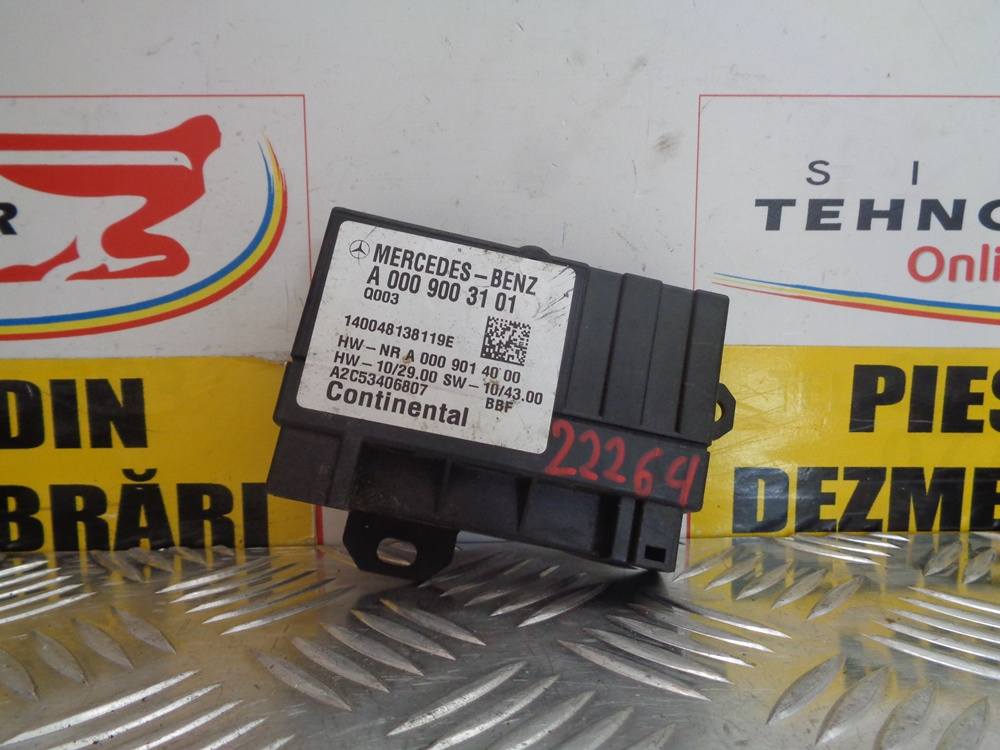 MERCEDES-BENZ
A 000 900 31 01
Q003
140048138119E
HW-NR A 000 901 40 00
HW-10/29.00 SW-10/43.00
A2C53406807 BBF
Continental
22264
R
DIN
BRĂRI
S I
TEHNO
Onli
PIES
DEZME